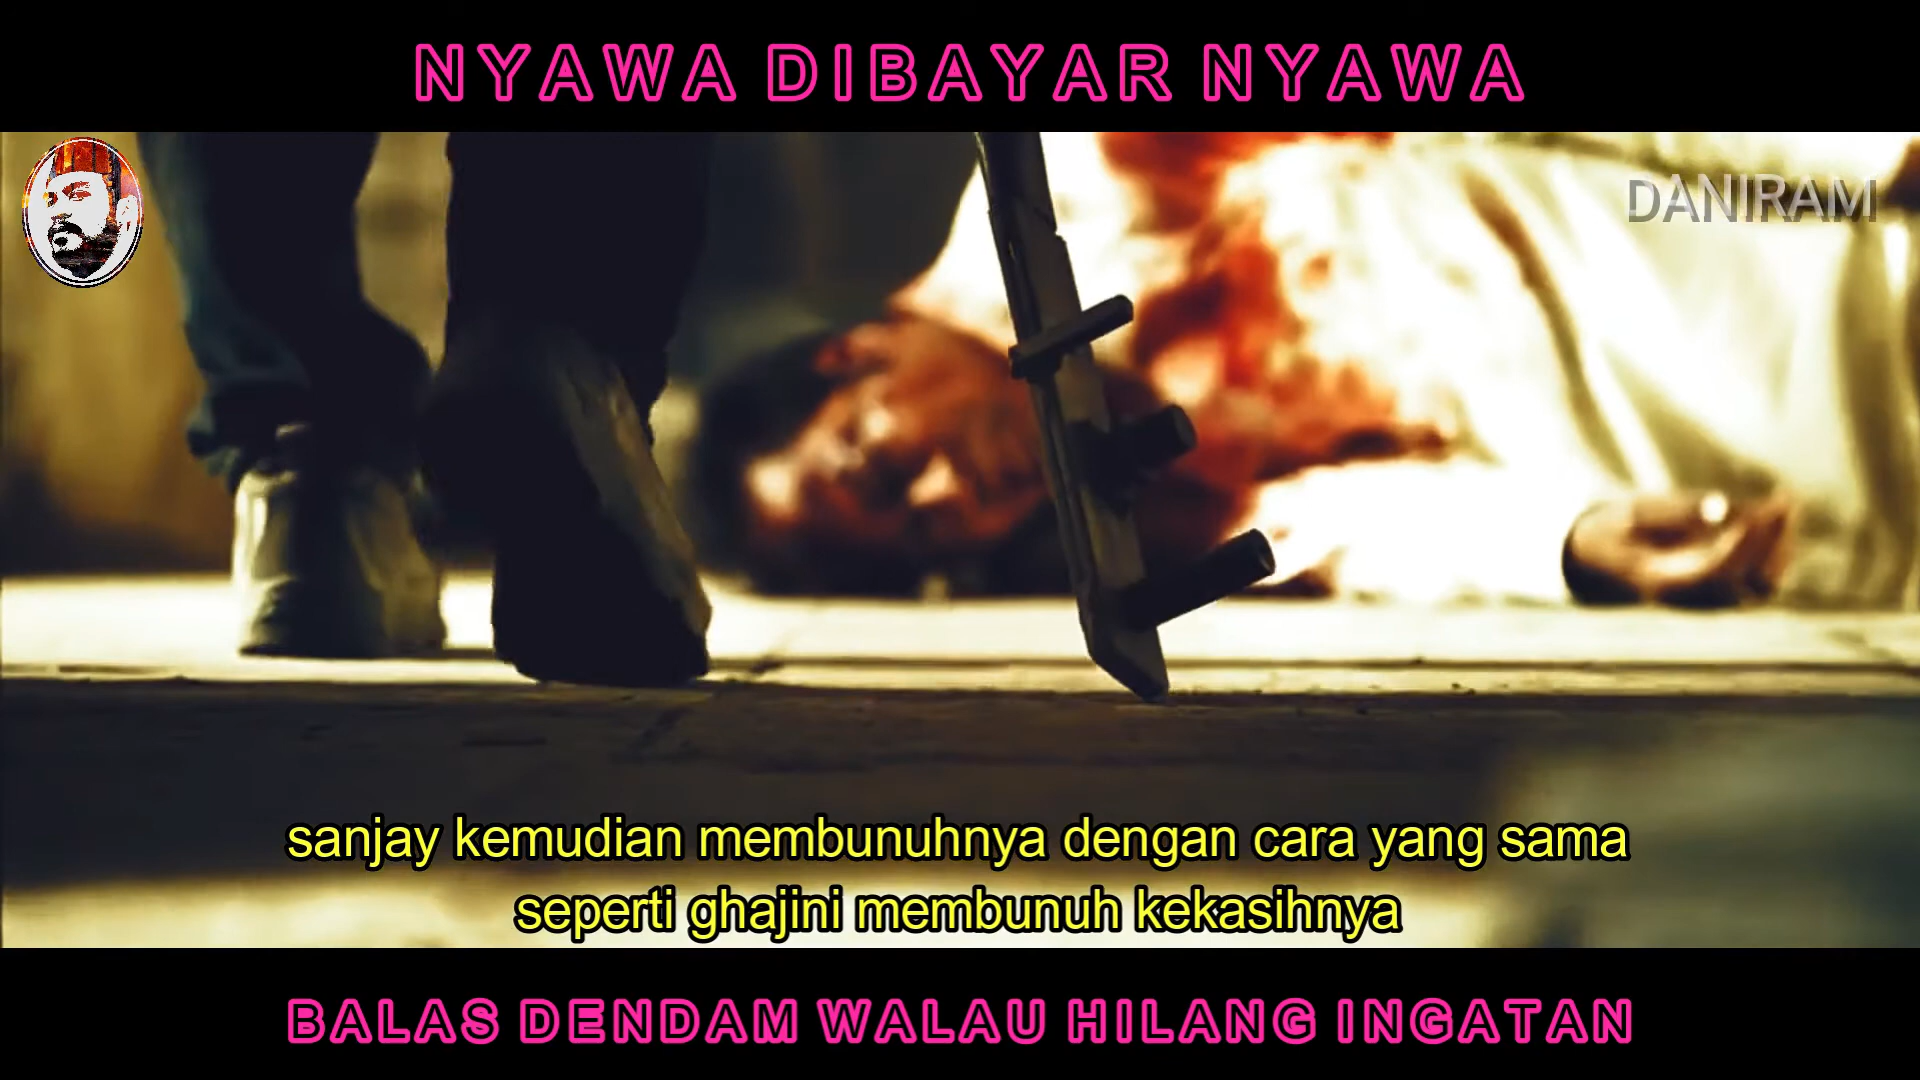 NYAWA DIBAYAR NYAWA
DANIRAM
sanjay kemudian membunuhnya dengan cara yang sama
seperti ghajini membunuh kekasihnya
BALAS DENDAM WALAU HILANG INGATAN